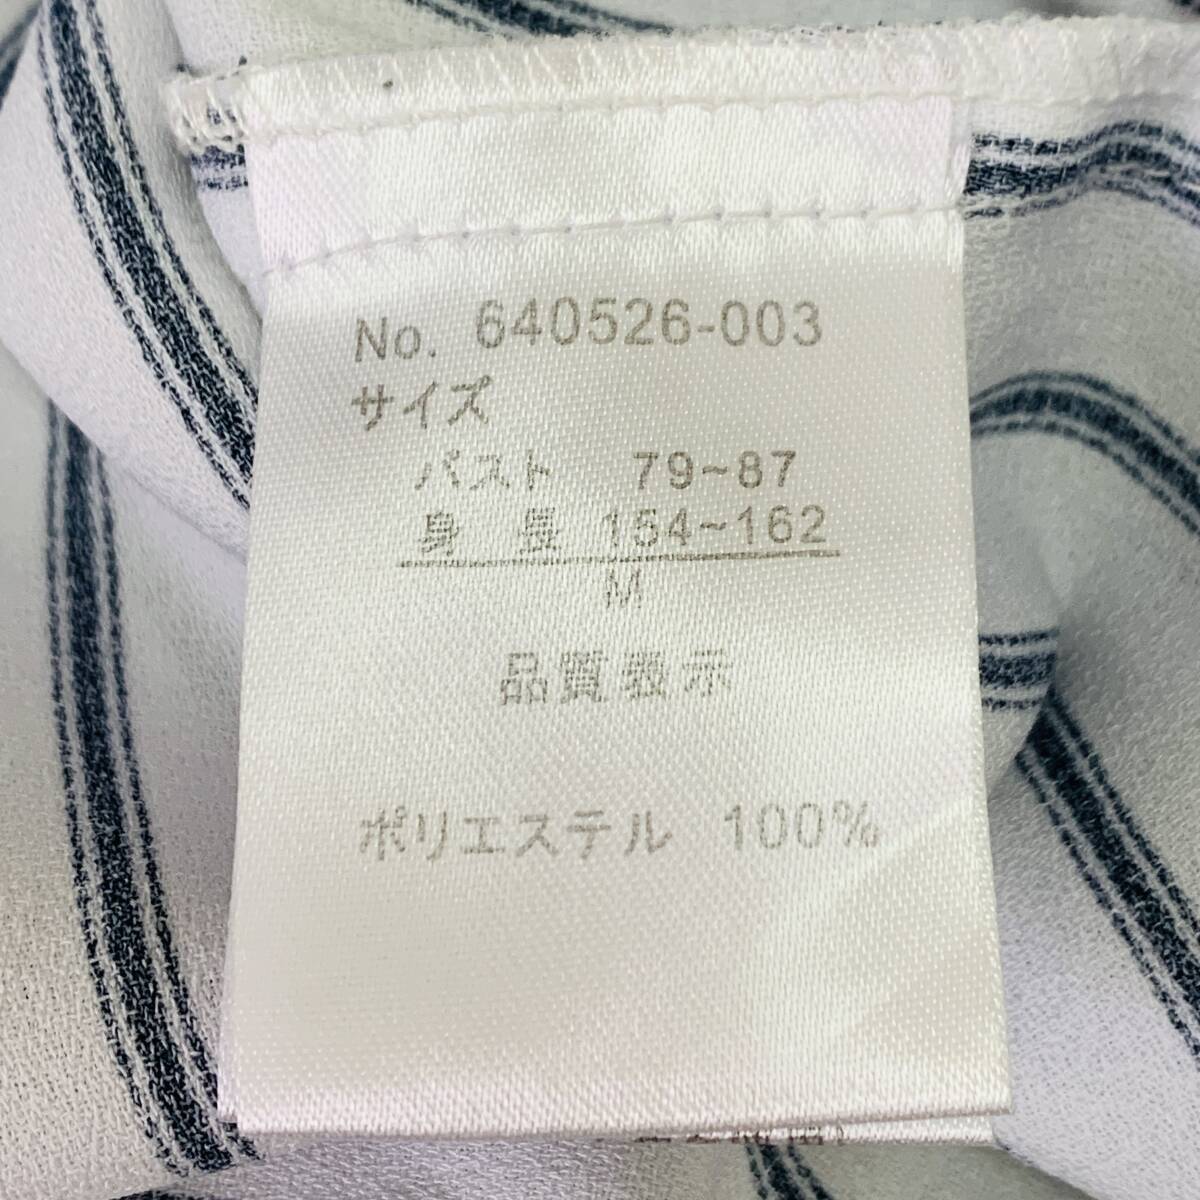 No. 640526-003
サイズ
バスト 79~87
身長 154~162
M
品質表示
ポリエステル 100%